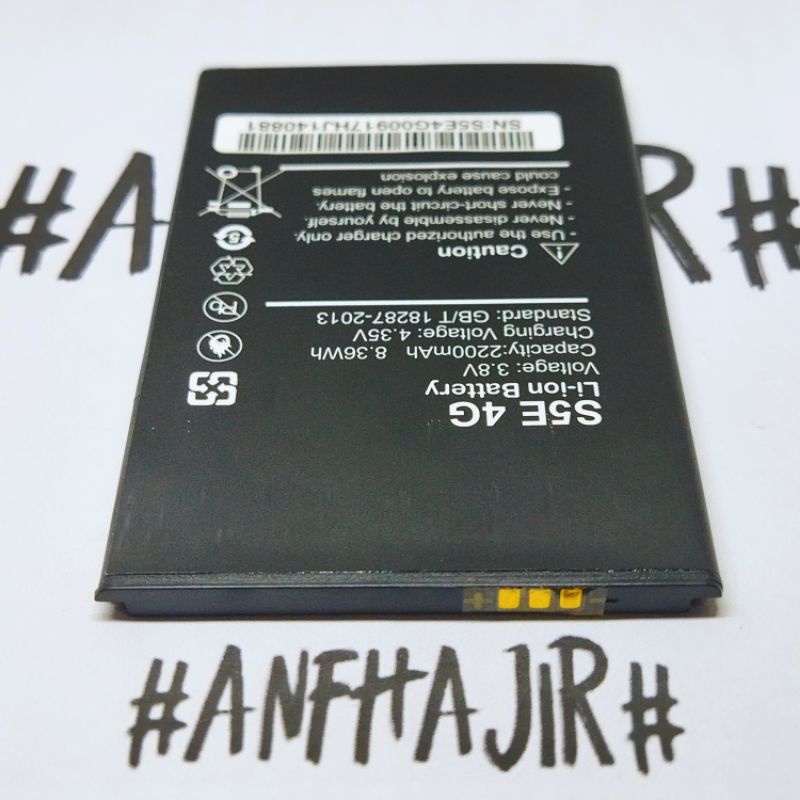 #A R#
S5E 4G
Li-ion Battery
Voltage: 3.8V
Capacity:2200mAh 8.36Wh
Charging Voltage: 4.35V
Standard: GB/T 18287-2013
Caution
- Use the authorized charger only.
- Never disassemble by yourself.
- Never short-circuit the battery.
- Expose battery to open flames
could cause explosion
5
Pb
SN:S5E4G00917HJ140881
+ -
#ANFHAJIR#